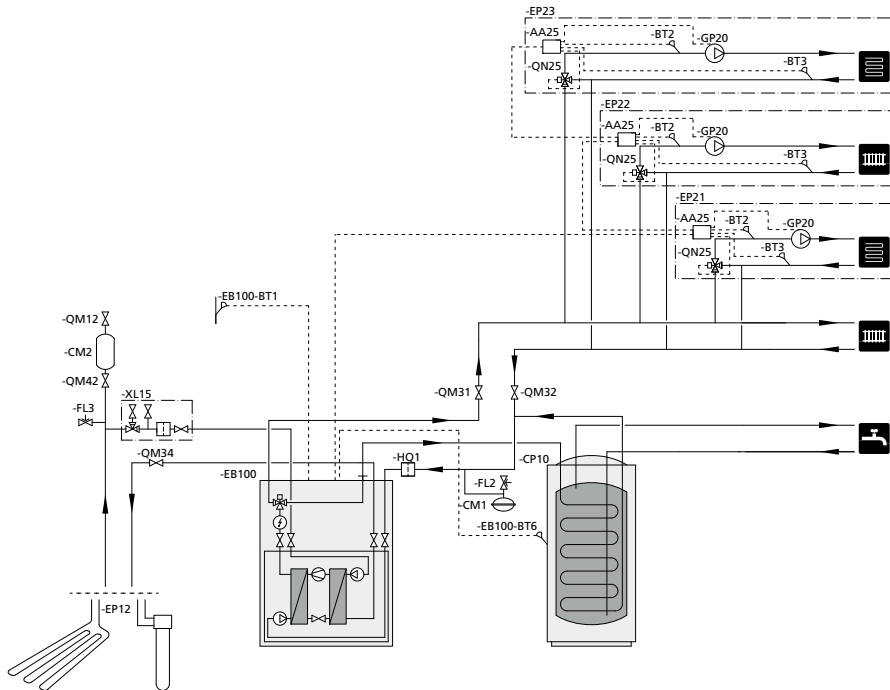 -EP23
-AA25
-BT2
-GP20
-QN25
-BT3
-EP22
-AA25
-BT2
-GP20
-QN25
-BT3
-EP21
-AA25
-BT2
-GP20
-QN25
-BT3
-EB100-BT1
-QM12
-CM2
-QM42
-XL15
-FL3
-QM31
-QM32
-QM34
-EB100
-HQ1
-CP10
-FL2
-CM1
-EB100-BT6
-EP12